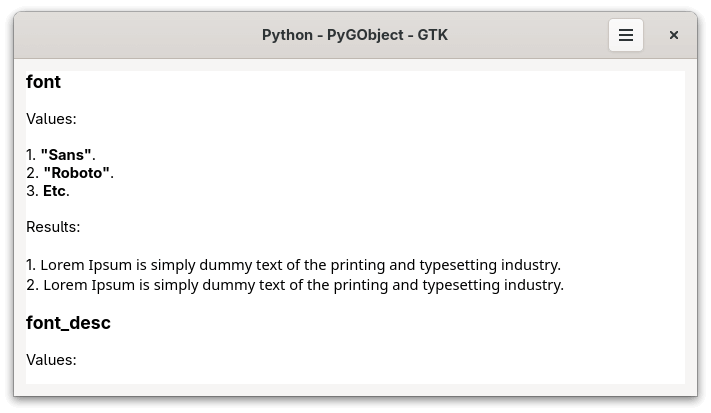 Python - PyGObject - GTK
font
Values:
1. "Sans".
2. "Roboto".
3. Etc.
Results:
1. Lorem Ipsum is simply dummy text of the printing and typesetting industry.
2. Lorem Ipsum is simply dummy text of the printing and typesetting industry.
font_desc
Values: